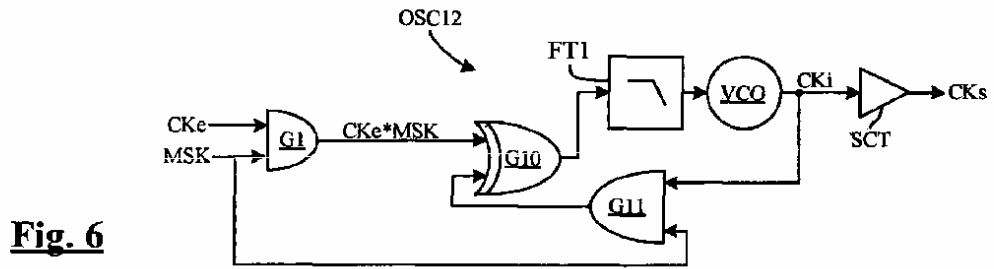 OSC12
FT1
VCO
CKi
CKs
SCT
CKe
MSK
G1
CKe*MSK
G10
G11
Fig. 6